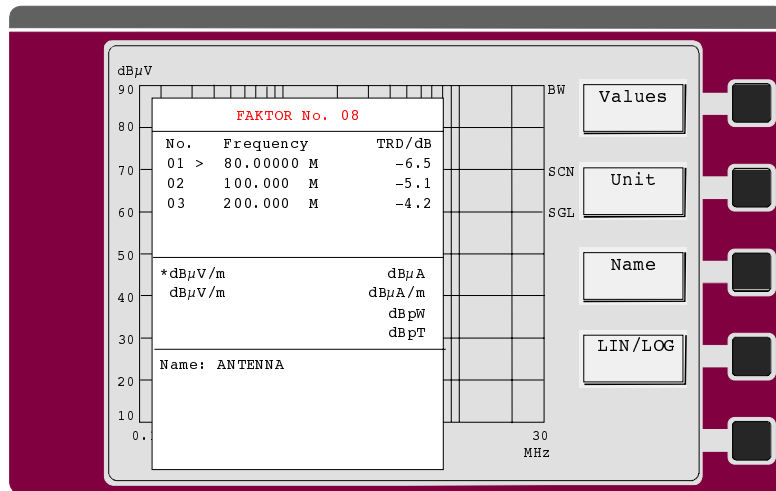 dBµV
90
80
70
60
50
40
30
20
10
0.
30
MHz
BW
SCN
SGL
FAKTOR No. 08
No. Frequency TRD/dB
01 > 80.00000 M -6.5
02 100.000 M -5.1
03 200.000 M -4.2
*dBµV/m dBµA
dBµV/m dBµA/m
dBpW
dBpT
Name: ANTENNA
Values
Unit
Name
LIN/LOG